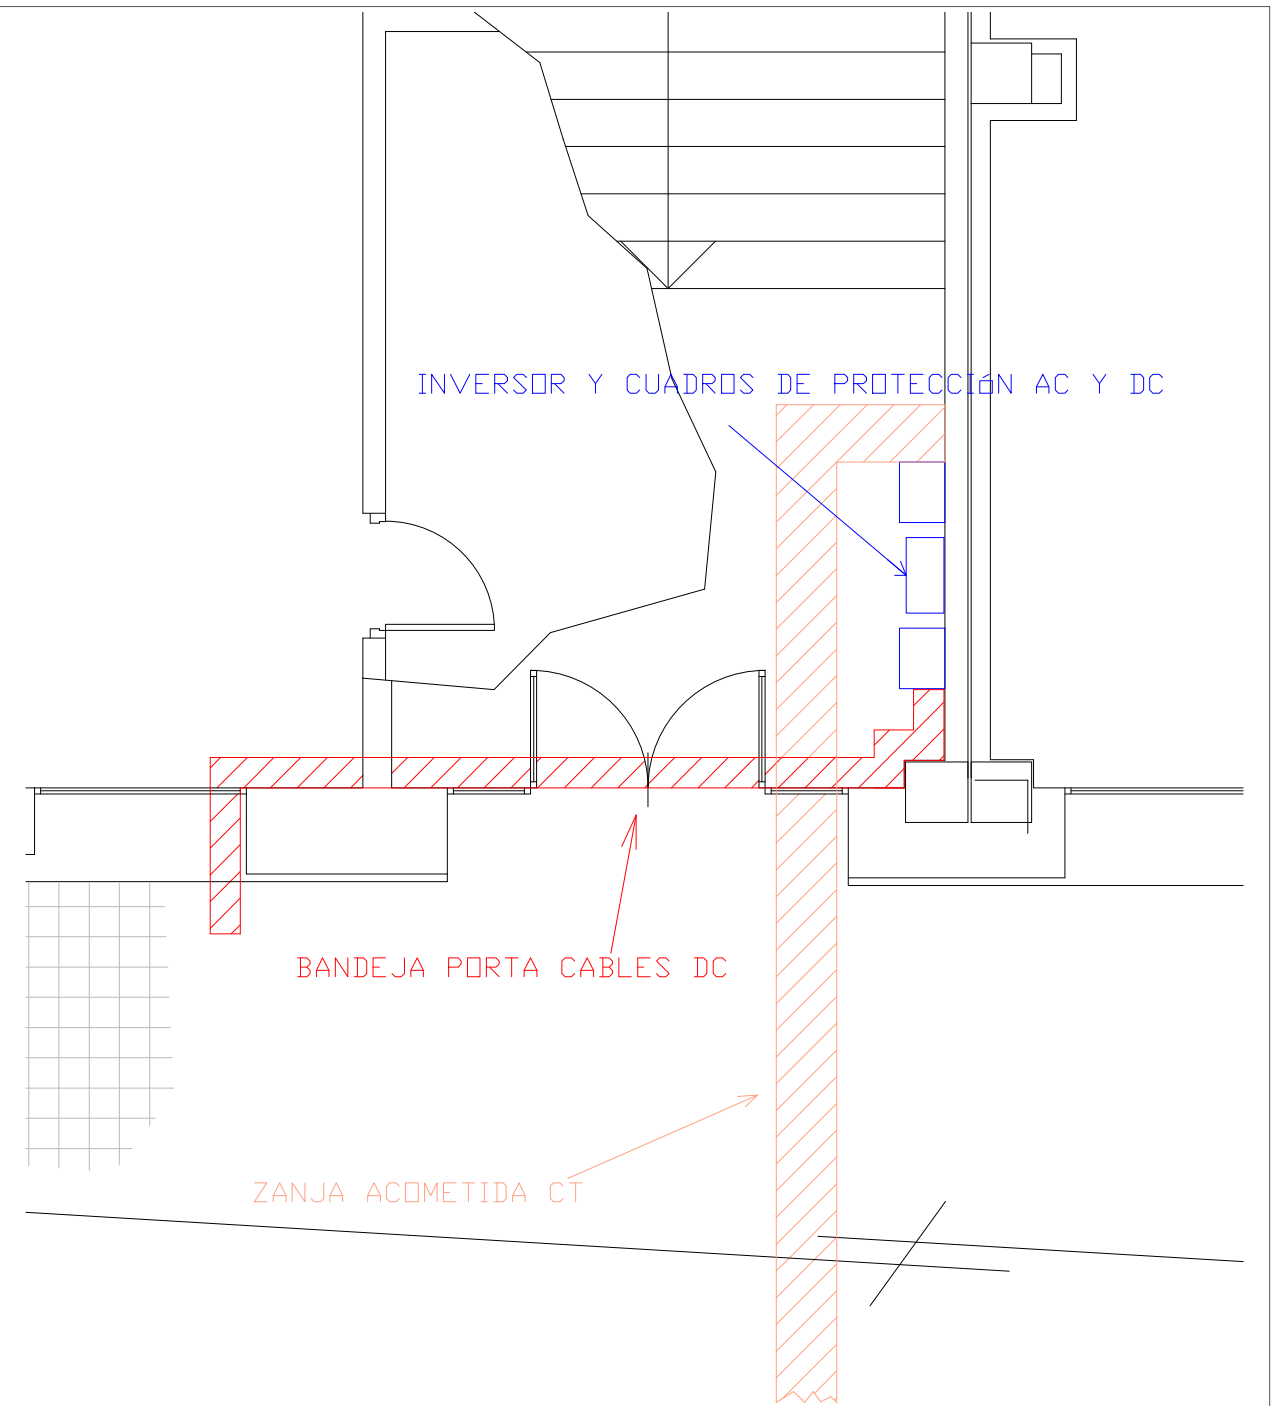 INVERSOR Y CUADROS DE PROTECCIóN AC Y DC
BANDEJA PORTA CABLES DC
ZANJA ACOMETIDA CT